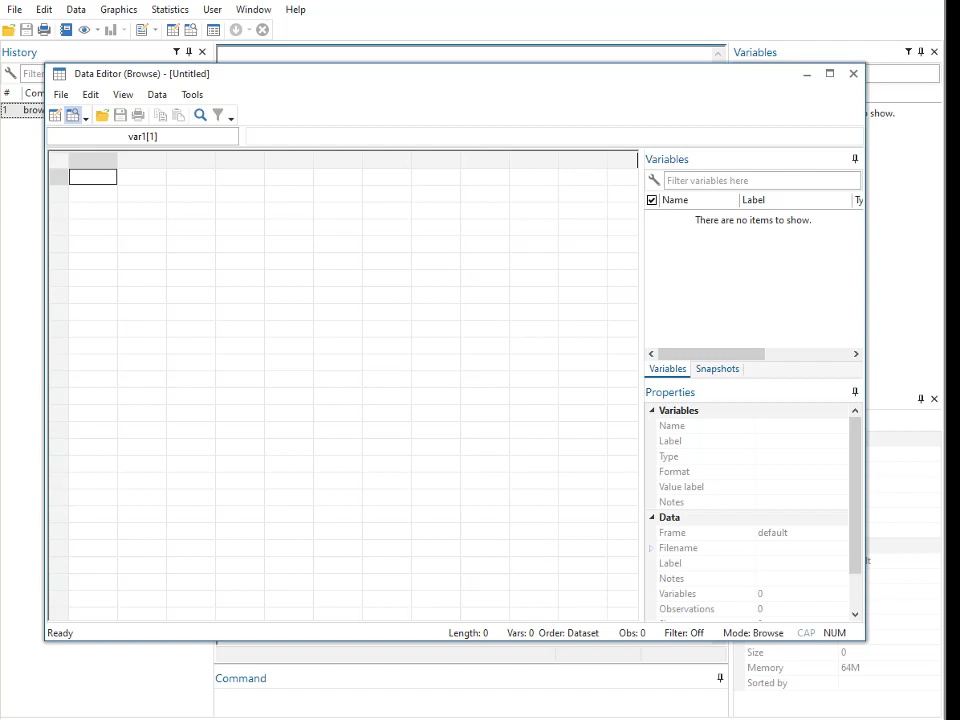 File Edit Data Graphics Statistics User Window Help
History
Variables
Filter
# Com
1 brow
show.
Data Editor (Browse) - [Untitled]
File Edit View Data Tools
var1[1]
Variables
Filter variables here
Name Label Ty
There are no items to show.
Variables Snapshots
Properties
Variables
Name
Label
Type
Format
Value label
Notes
Data
Frame default
Filename
Label
Notes
Variables 0
Observations 0
Ready Length: 0 Vars: 0 Order: Dataset Obs: 0 Filter: Off Mode: Browse CAP NUM
Size 0
Memory 64M
Sorted by
Command